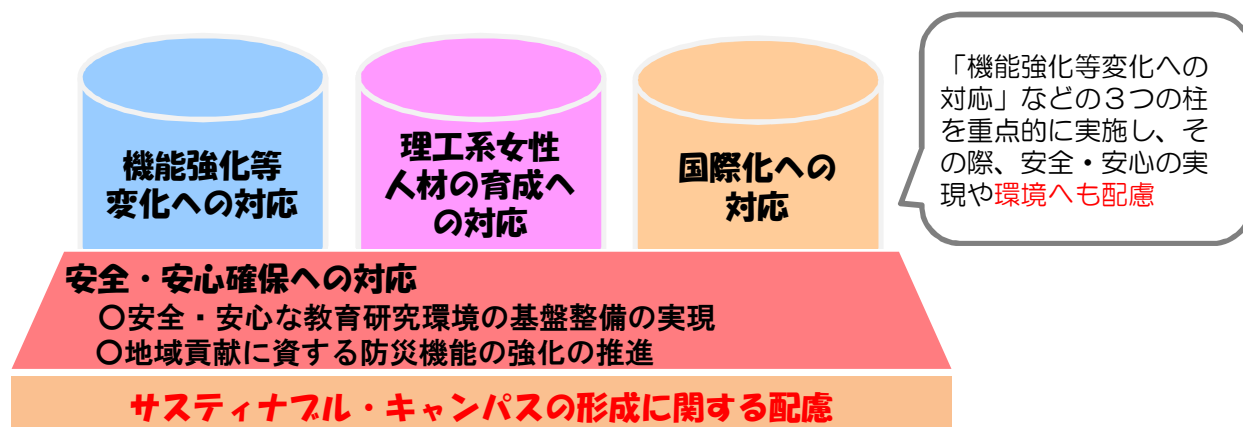 機能強化等
変化への対応
理工系女性
人材の育成へ
の対応
国際化への
対応
「機能強化等変化への
対応」などの３つの柱
を重点的に実施し、そ
の際、安全・安心の実
現や環境へも配慮
安全・安心確保への対応
○安全・安心な教育研究環境の基盤整備の実現
○地域貢献に資する防災機能の強化の推進
サスティナブル・キャンパスの形成に関する配慮